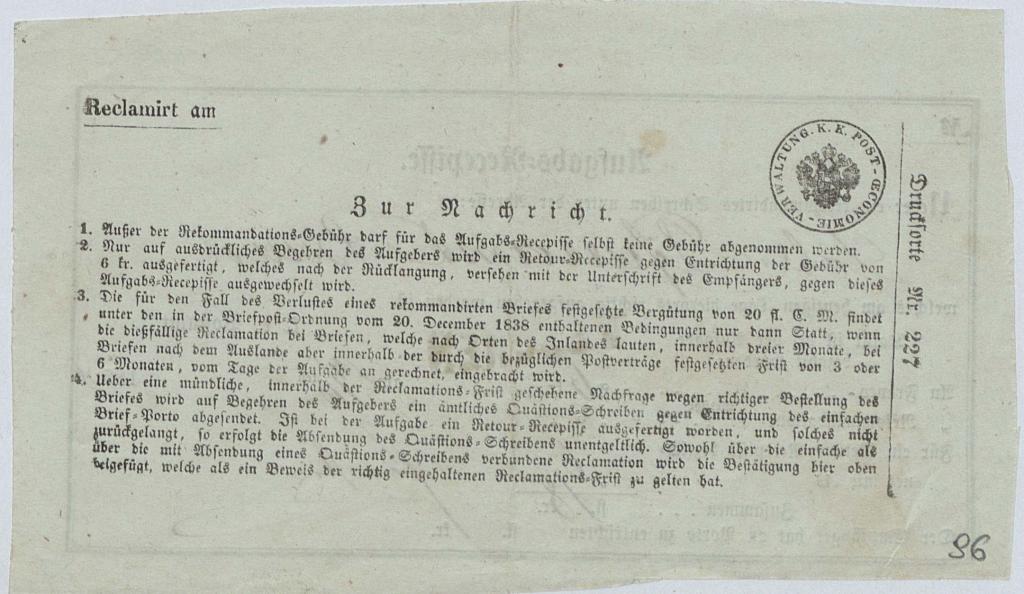 Reclamirt am
VERWALTUNG. K. K. POST-ŒCONOMIE-
Drucksorte Nr. 227
Zur Nachricht.
1. Außer der Rekommandations-Gebühr darf für das Aufgabs-Recepisse selbst keine Gebühr abgenommen werden.
2. Nur auf ausdrückliches Begehren des Aufgebers wird ein Retour-Recepisse gegen Entrichtung der Gebühr von
6 kr. ausgefertigt, welches nach der Rücklangung, versehen mit der Unterschrift des Empfängers, gegen dieses
Aufgabs-Recepisse ausgewechselt wird.
3. Die für den Fall des Verlustes eines rekommandirten Briefes festgesetzte Vergütung von 20 fl. C. M. findet
unter den in der Briefpost-Ordnung vom 20. December 1838 enthaltenen Bedingungen nur dann Statt, wenn
die dießfällige Reclamation bei Briefen, welche nach Orten des Inlandes lauten, innerhalb dreier Monate, bei
Briefen nach dem Auslande aber innerhalb der durch die bezüglichen Postverträge festgesetzten Frist von 3 oder
6 Monaten, vom Tage der Aufgabe an gerechnet, eingebracht wird.
4. Ueber eine mündliche, innerhalb der Reclamations-Frist geschehene Nachfrage wegen richtiger Bestellung des
Briefes wird auf Begehren des Aufgebers ein ämtliches Quästions-Schreiben gegen Entrichtung des einfachen
Brief-Porto abgesendet. Ist bei der Aufgabe ein Retour-Recepisse ausgefertigt worden, und solches nicht
zurückgelangt, so erfolgt die Absendung des Quästions-Schreibens unentgeltlich. Sowohl über die einfache als
über die mit Absendung eines Quästions-Schreibens verbundene Reclamation wird die Bestätigung hier oben
beigefügt, welche als ein Beweis der richtig eingehaltenen Reclamations-Frist zu gelten hat.
96